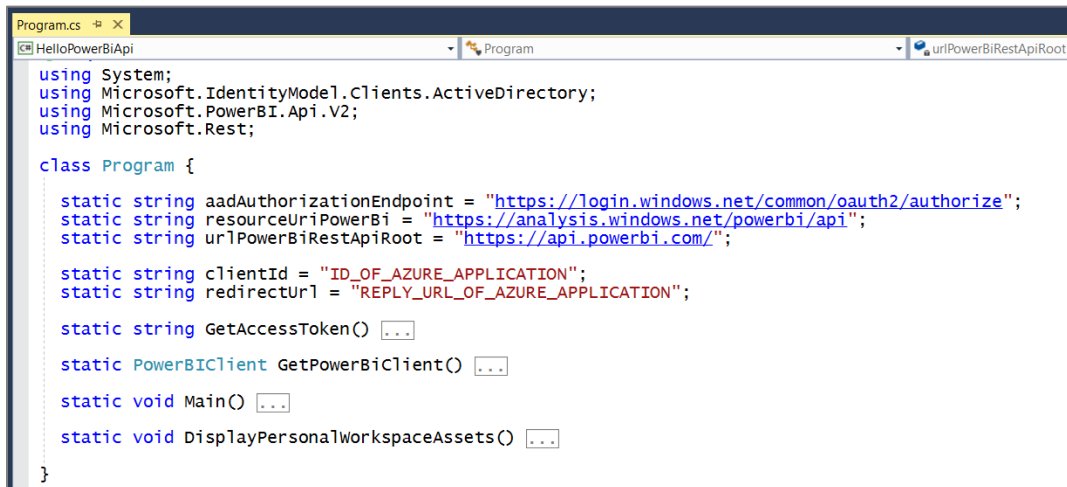 Program.cs
C# HelloPowerBiApi Program urlPowerBiRestApiRoot
using System;
using Microsoft.IdentityModel.Clients.ActiveDirectory;
using Microsoft.PowerBI.Api.V2;
using Microsoft.Rest;
class Program {
static string aadAuthorizationEndpoint = "https://login.windows.net/common/oauth2/authorize";
static string resourceUriPowerBi = "https://analysis.windows.net/powerbi/api";
static string urlPowerBiRestApiRoot = "https://api.powerbi.com/";
static string clientId = "ID_OF_AZURE_APPLICATION";
static string redirectUrl = "REPLY_URL_OF_AZURE_APPLICATION";
static string GetAccessToken() ...
static PowerBIClient GetPowerBiClient() ...
static void Main() ...
static void DisplayPersonalWorkspaceAssets() ...
}